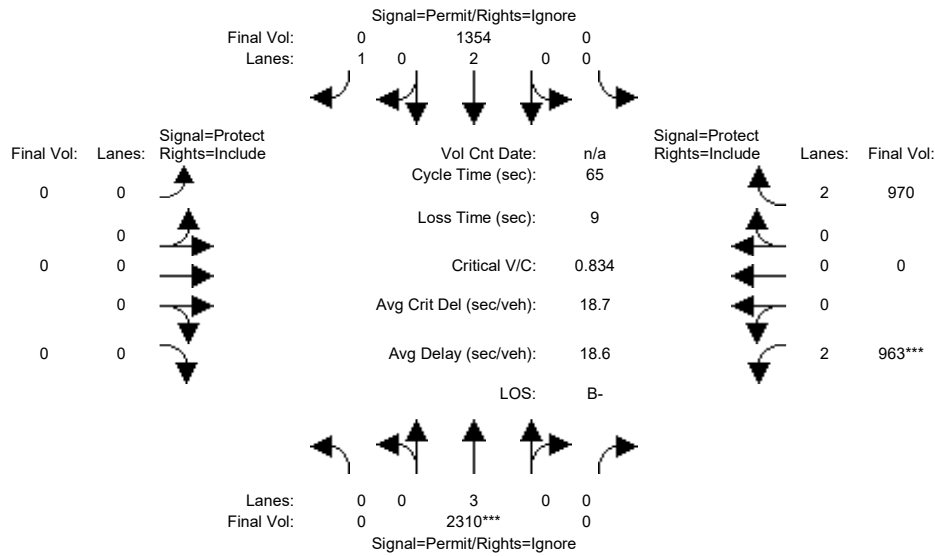 Signal=Permit/Rights=Ignore
Final Vol: 0 1354 0
Lanes: 1 0 2 0 0
Signal=Protect Signal=Protect
Final Vol: Lanes: Rights=Include Vol Cnt Date: n/a Rights=Include Lanes: Final Vol:
Cycle Time (sec): 65
0 0 2 970
Loss Time (sec): 9
0 0
0 0 Critical V/C: 0.834 0 0
0 Avg Crit Del (sec/veh): 18.7 0
0 0 Avg Delay (sec/veh): 18.6 2 963***
LOS: B-
Lanes: 0 0 3 0 0
Final Vol: 0 2310*** 0
Signal=Permit/Rights=Ignore